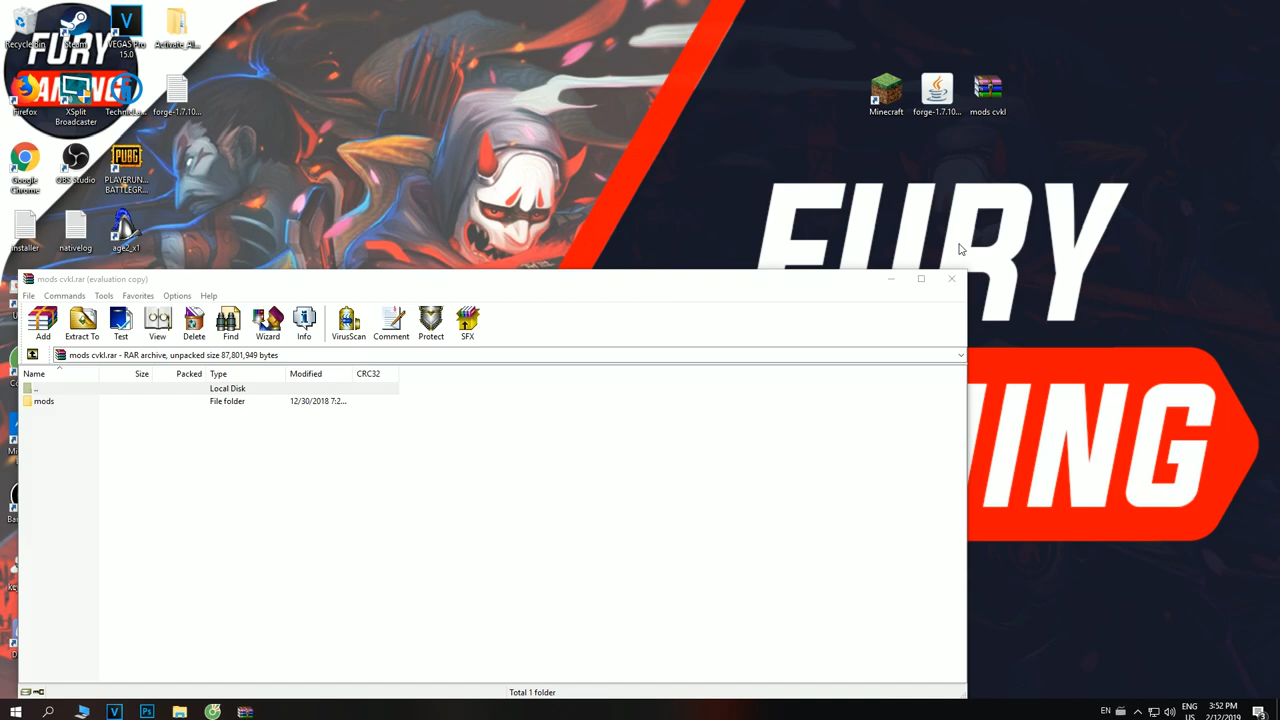 Recycle Bin
Steam
VEGAS Pro 15.0
Activate_Al...
FURY
GAMING
Firefox
XSplit Broadcaster
forge-1.7.10...
Minecraft
forge-1.7.10...
mods cvkl
Google Chrome
OBS Studio
PUBG
PLAYERUN... BATTLEGR...
installer
nativelog
age2_x1
FURY
ING
mods cvkl.rar (evaluation copy)
File Commands Tools Favorites Options Help
Add Extract To Test View Delete Find Wizard Info VirusScan Comment Protect SFX
mods cvkl.rar - RAR archive, unpacked size 87,801,949 bytes
Name Size Packed Type Modified CRC32
.. Local Disk
mods File folder 12/30/2018 7:2...
Total 1 folder
EN
ENG
3:52 PM
2/12/2019